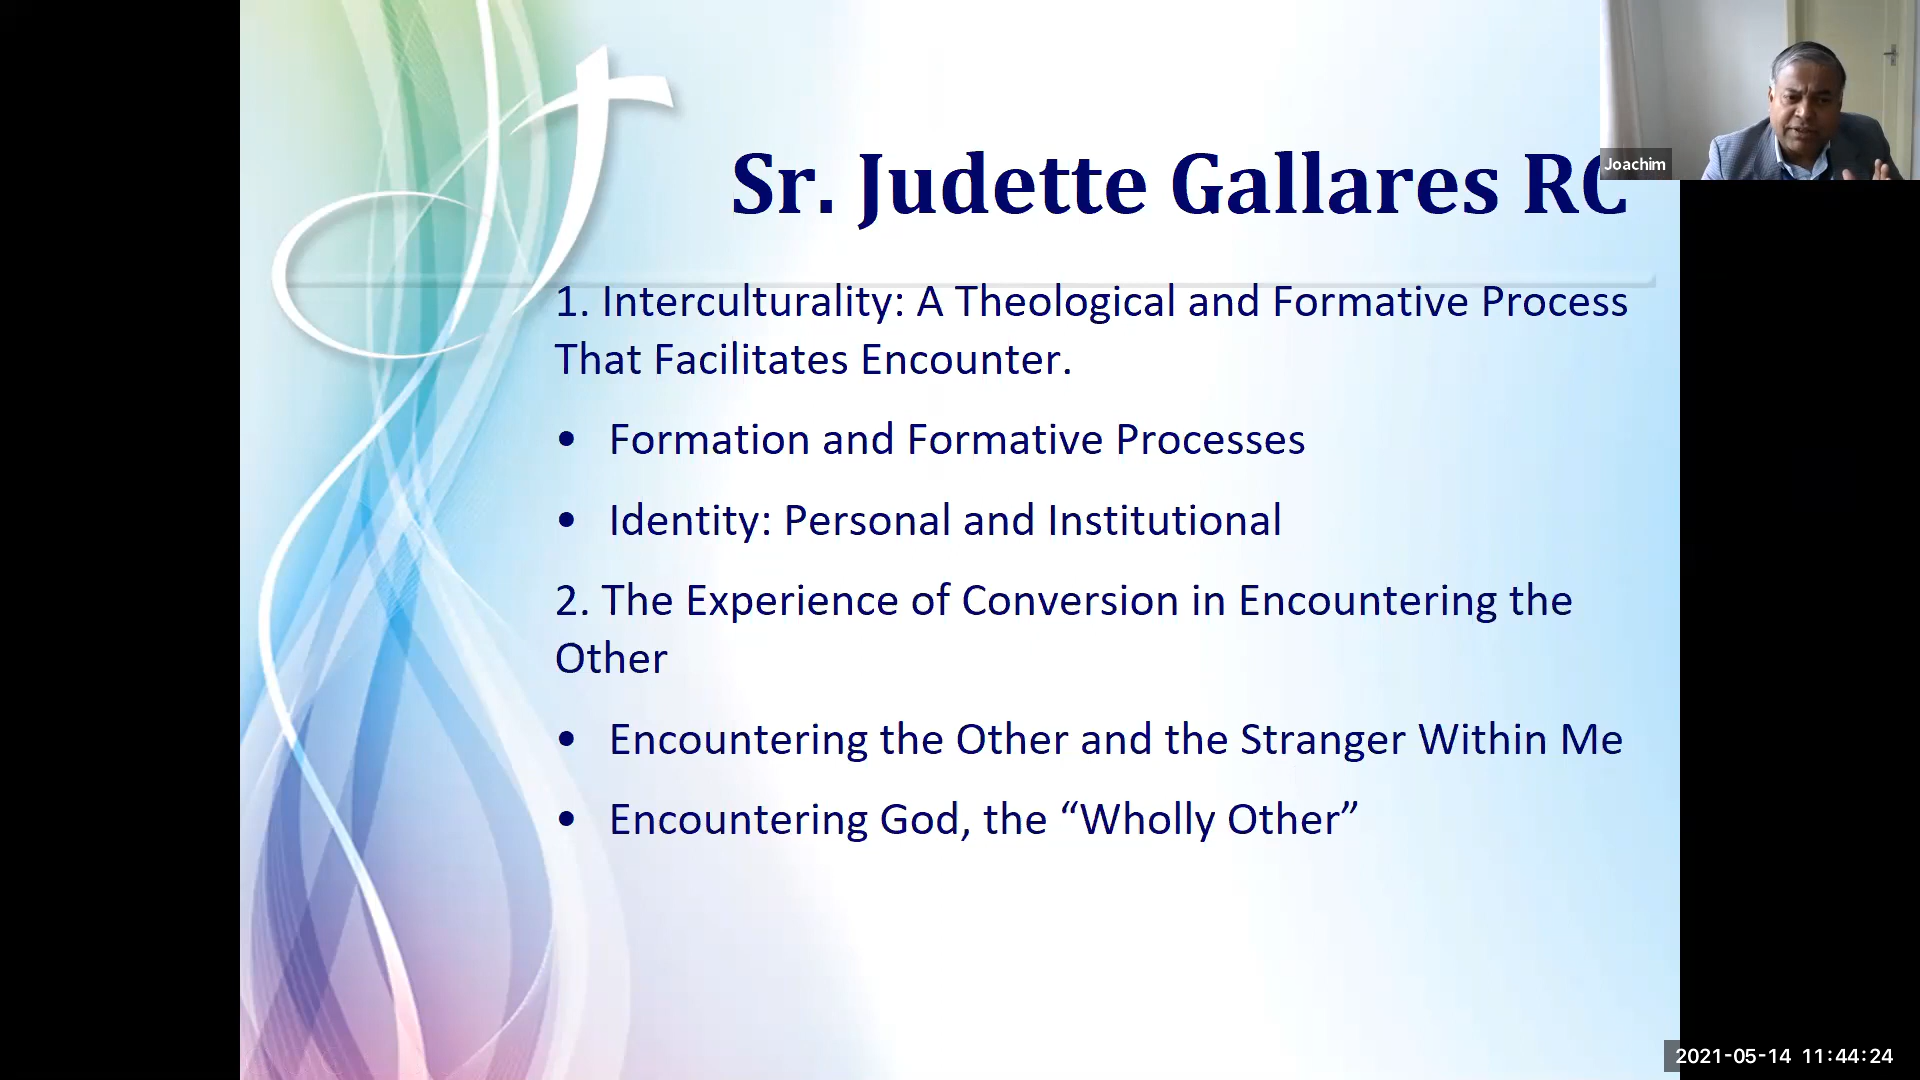 Joachim
Sr. Judette Gallares RC
1. Interculturality: A Theological and Formative Process
That Facilitates Encounter.
• Formation and Formative Processes
• Identity: Personal and Institutional
2. The Experience of Conversion in Encountering the
Other
• Encountering the Other and the Stranger Within Me
• Encountering God, the “Wholly Other”
2021-05-14 11:44:24